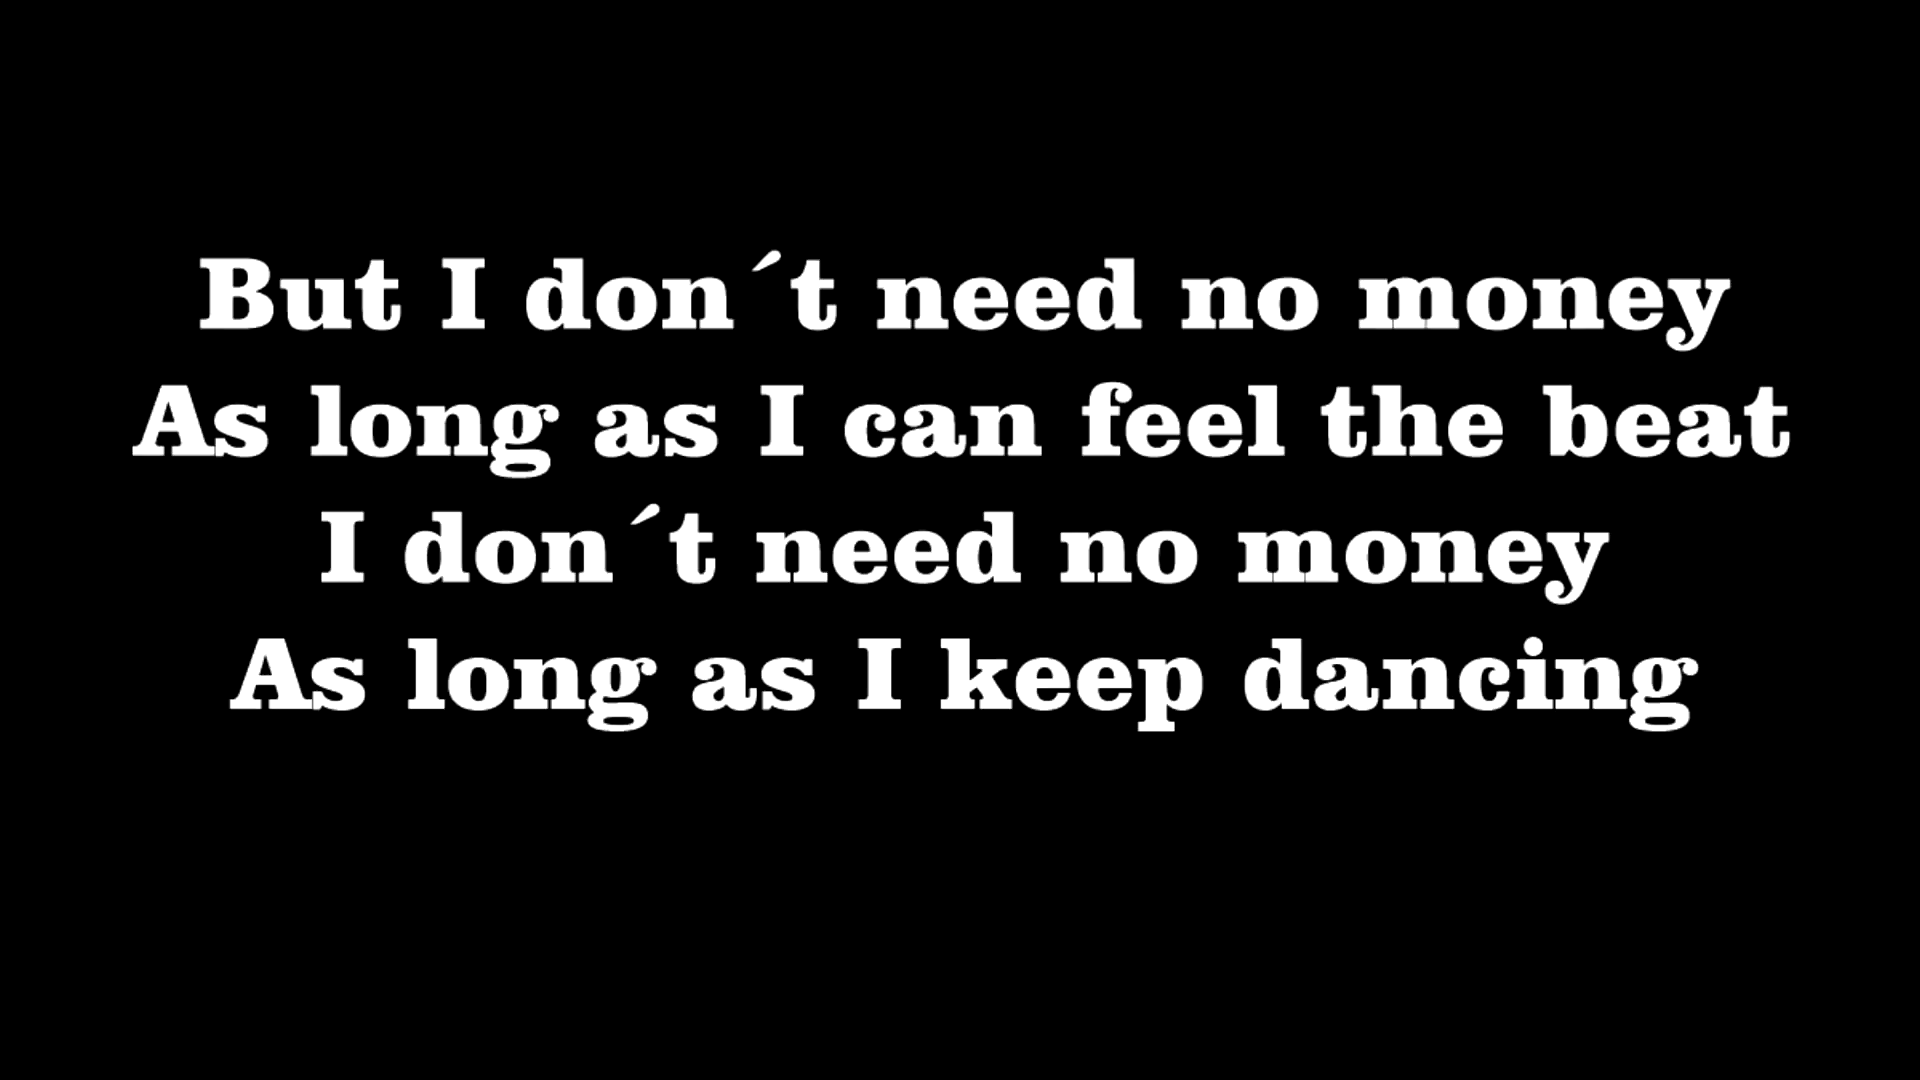 But I don´t need no money
As long as I can feel the beat
I don´t need no money
As long as I keep dancing